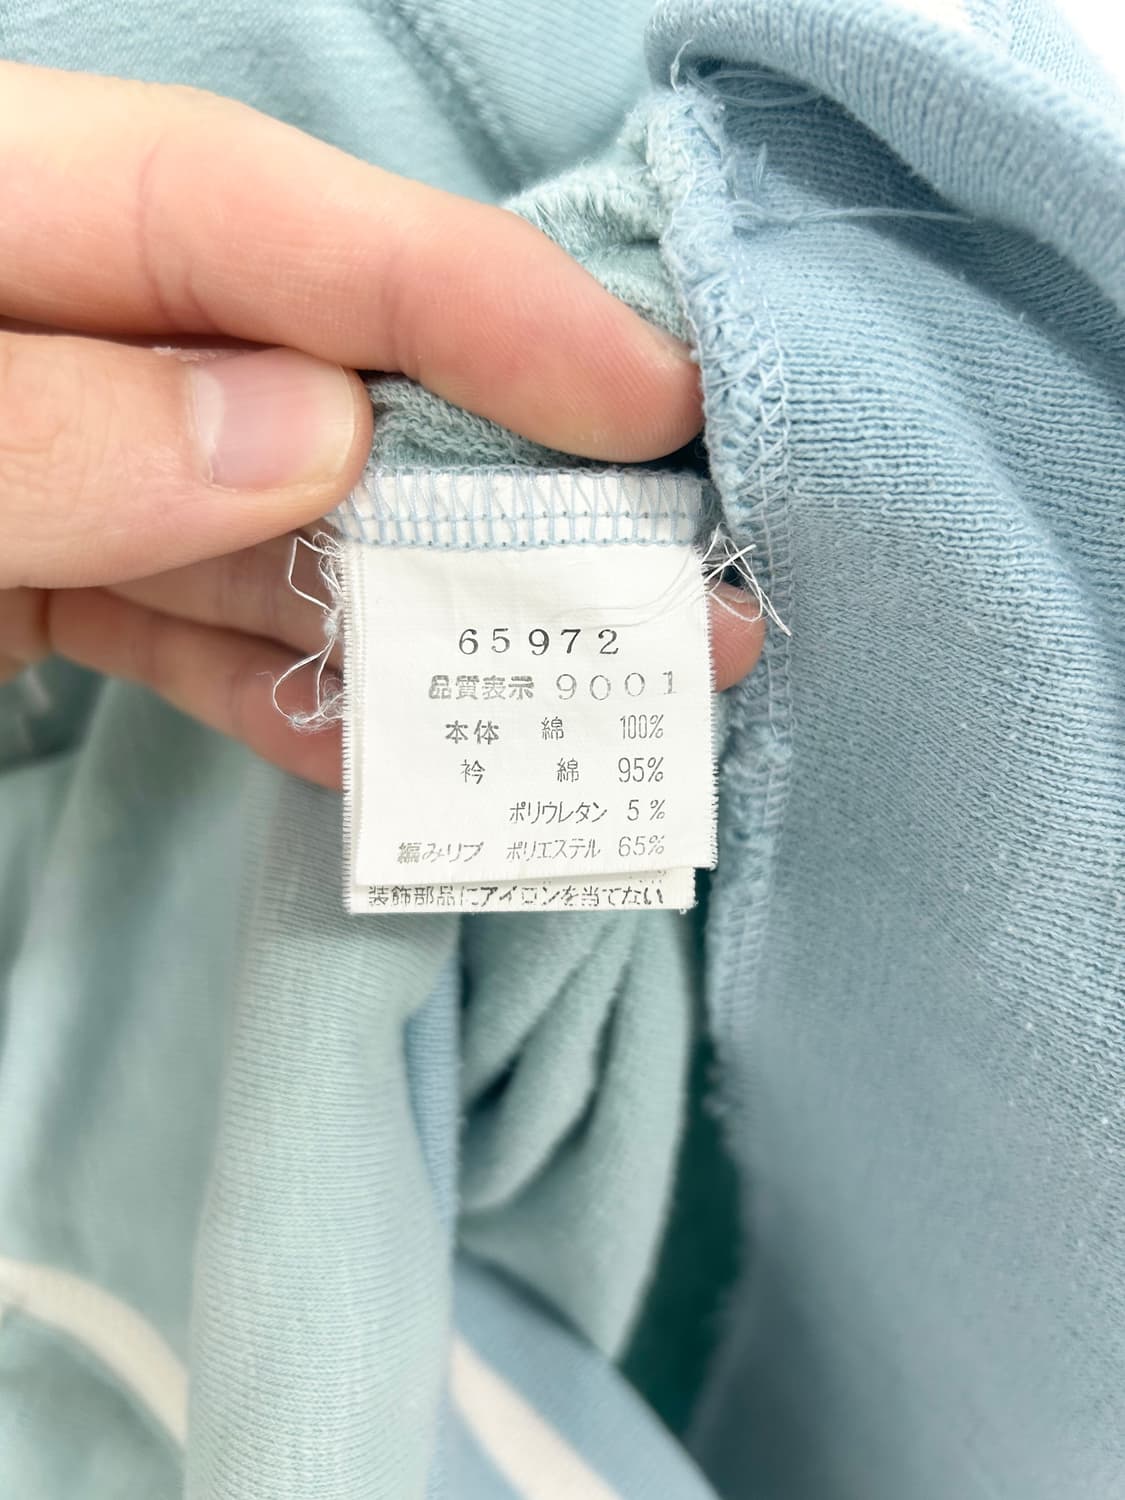 65972
品質表示 9001
本体 綿 100%
衿 綿 95%
ポリウレタン 5%
編みリブ ポリエステル 65%
装飾部品にアイロンを当てない